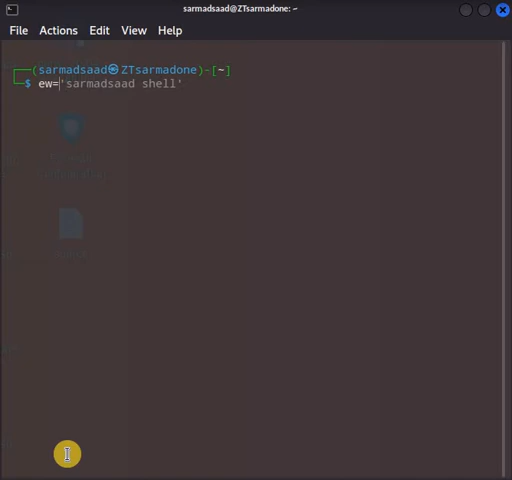 sarmadsaad@ZTsarmadone: ~
File Actions Edit View Help
┌──(sarmadsaad㉿ZTsarmadone)-[~]
└─$ ew='sarmadsaad shell'